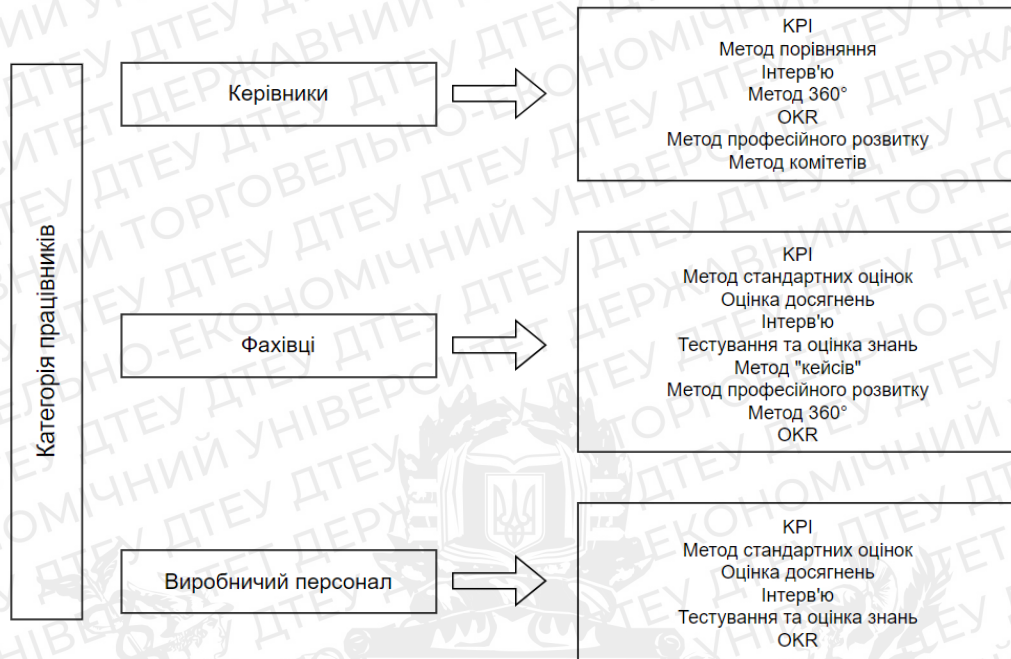 Категорія працівників
Керівники
KPI
Метод порівняння
Інтерв'ю
Метод 360°
OKR
Метод професійного розвитку
Метод комітетів
Фахівці
KPI
Метод стандартних оцінок
Оцінка досягнень
Інтерв'ю
Тестування та оцінка знань
Метод "кейсів"
Метод професійного розвитку
Метод 360°
OKR
Виробничий персонал
KPI
Метод стандартних оцінок
Оцінка досягнень
Інтерв'ю
Тестування та оцінка знань
OKR